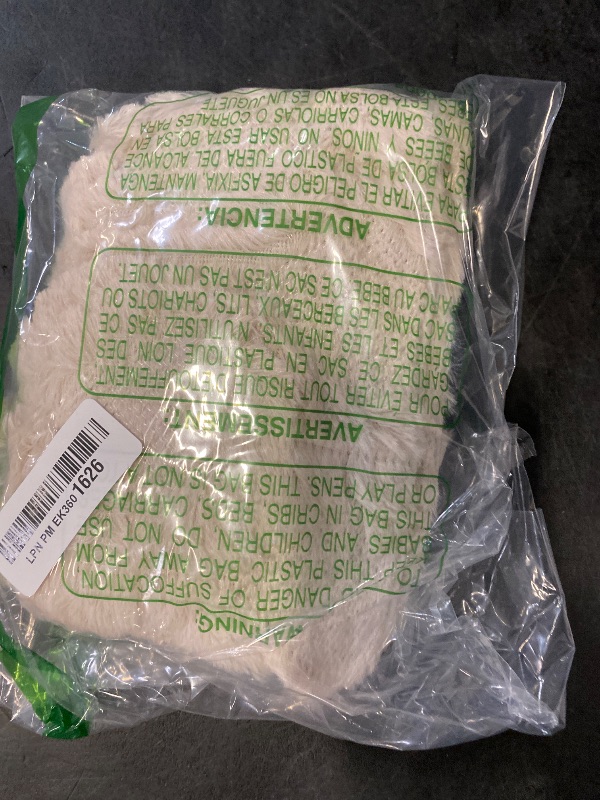 WARNING:
DANGER OF SUFFOCATION
THIS PLASTIC BAG AWAY FROM
BABIES AND CHILDREN. DO NOT USE
THIS BAG IN CRIBS, BEDS, CARRIAG
OR PLAY PENS. THIS BAG IS NOT
AVERTISSEMENT:
POUR EVITER TOUT RISQUE D'ETOUFFEMENT
GARDEZ CE SAC EN PLASTIQUE LOIN DES
BEBES ET LES ENFANTS. N'UTILISEZ PAS CE
SAC DANS LES BERCEAUX, LITS, CHARIOTS OU
PARC AU BEBE. CE SAC N'EST PAS UN JOUET.
ADVERTENCIA:
PARA EVITAR EL PELIGRO DE ASFIXIA, MANTENGA
ESTA BOLSA DE PLASTICO FUERA DEL ALCANCE
DE BEBES Y NINOS. NO USAR ESTA BOLSA EN
CUNAS, CAMAS, CARRIOLAS O CORRALES PARA
BEBES. ESTA BOLSA NO ES UN JUGUETE
LPN PM EK360 1626